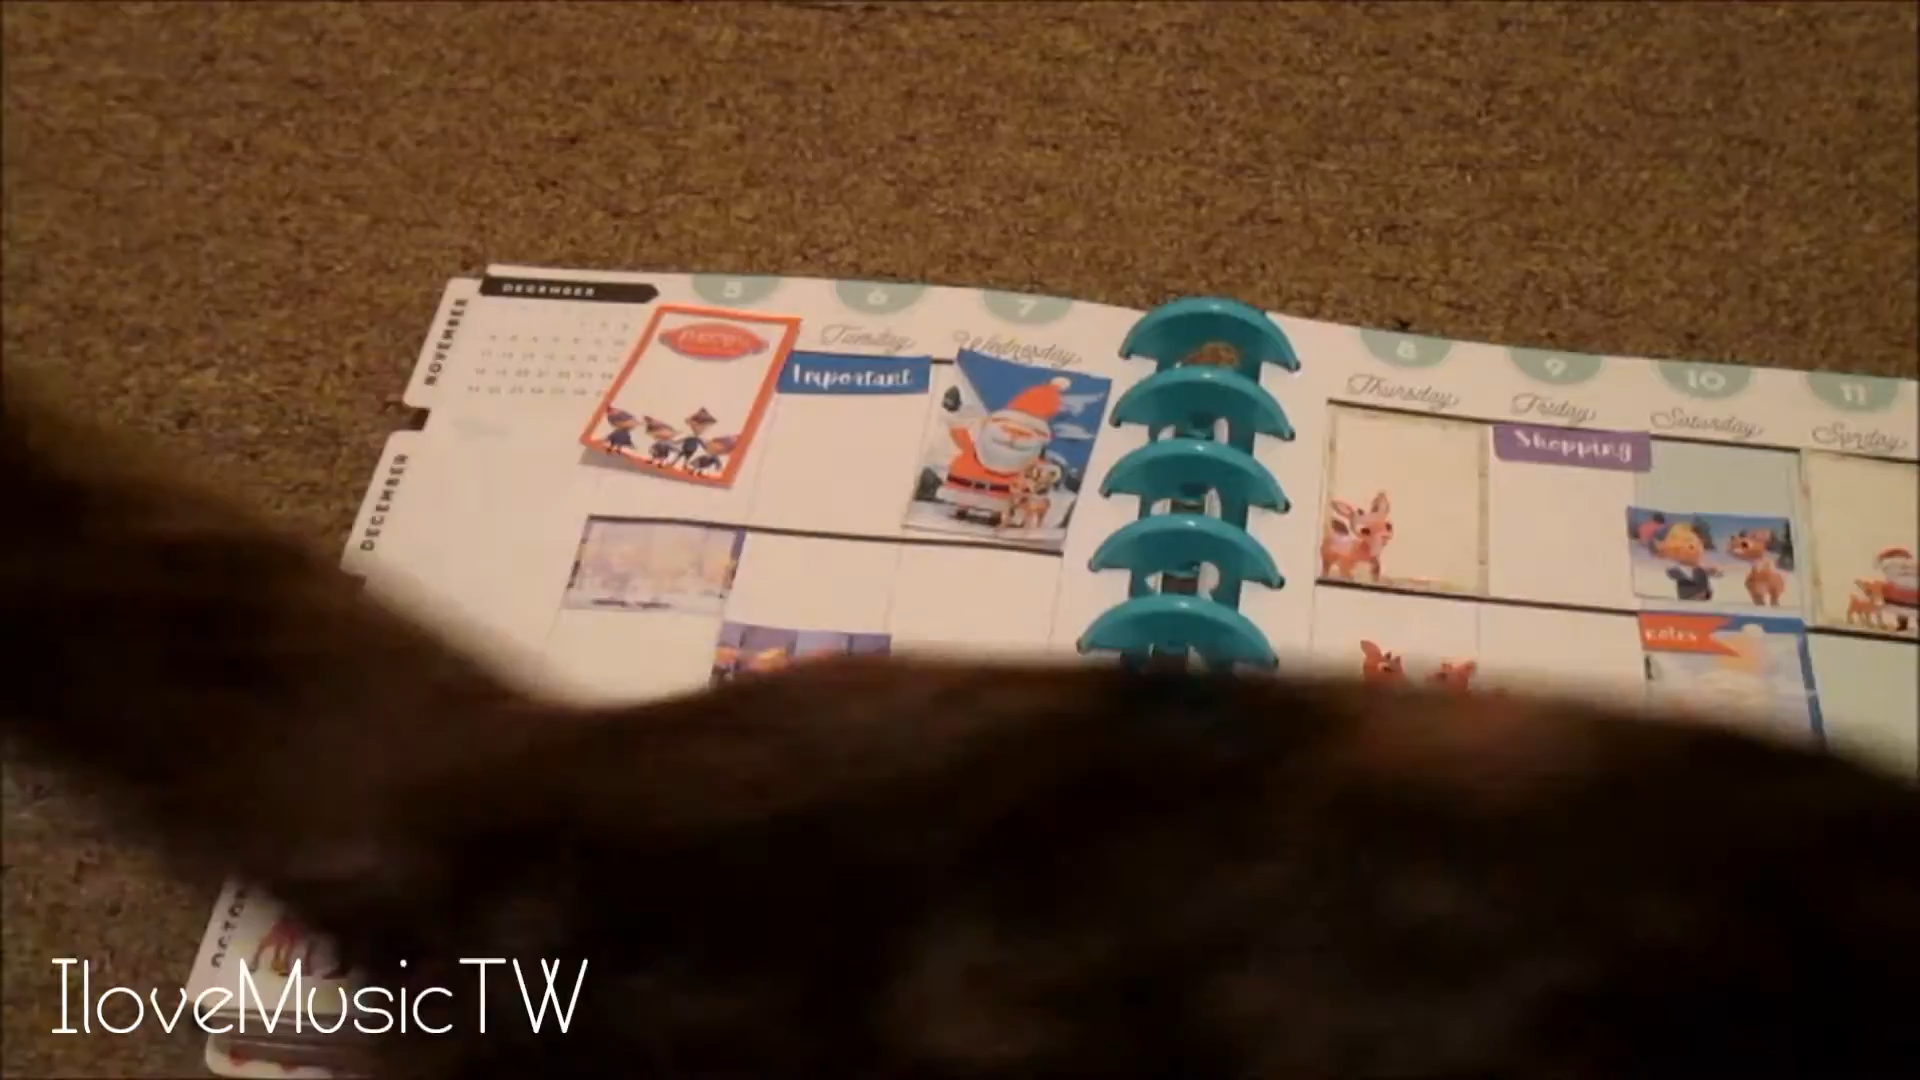 DECEMBER
5
6
7
8
9
10
11
Tuesday
Wednesday
Thursday
Friday
Saturday
Sunday
NOVEMBER
Important
Shopping
DECEMBER
notes
IloveMusicTW